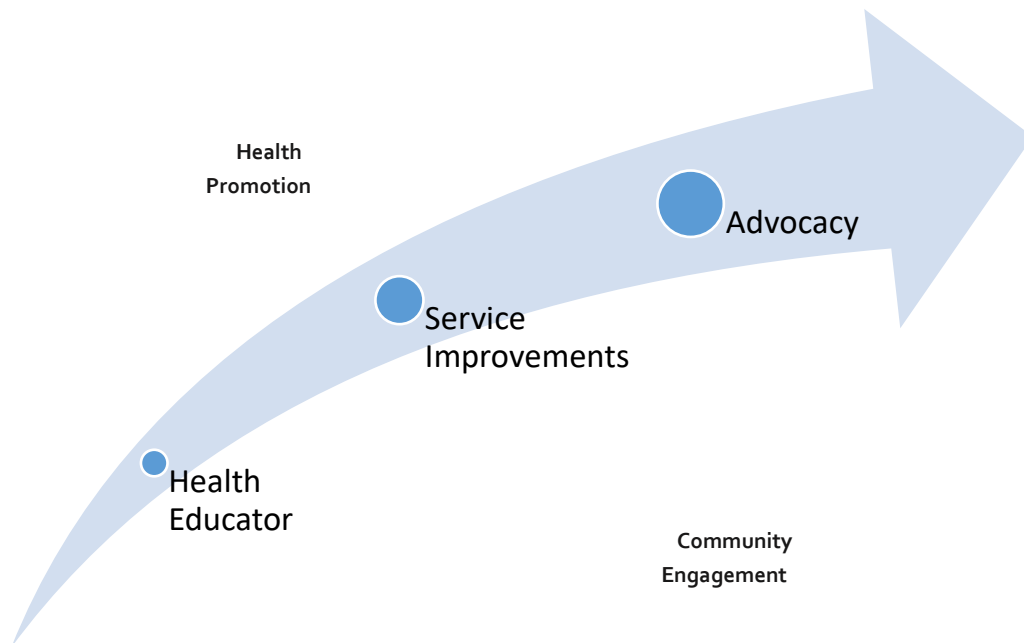 Health
Promotion
Advocacy
Service
Improvements
Health
Educator
Community
Engagement